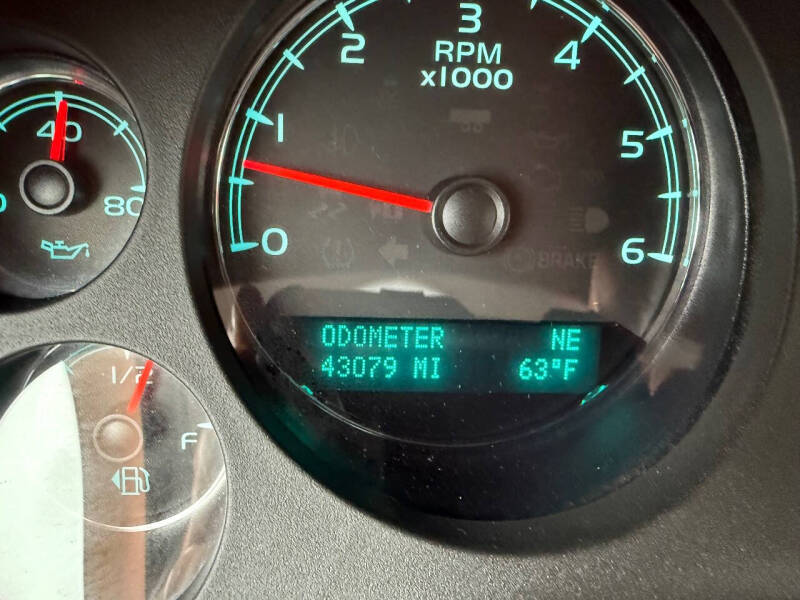 3
2
4
RPM
x1000
40
1
5
80
0
6
BRAKE
ODOMETER NE
43079 MI 63°F
1/2
F